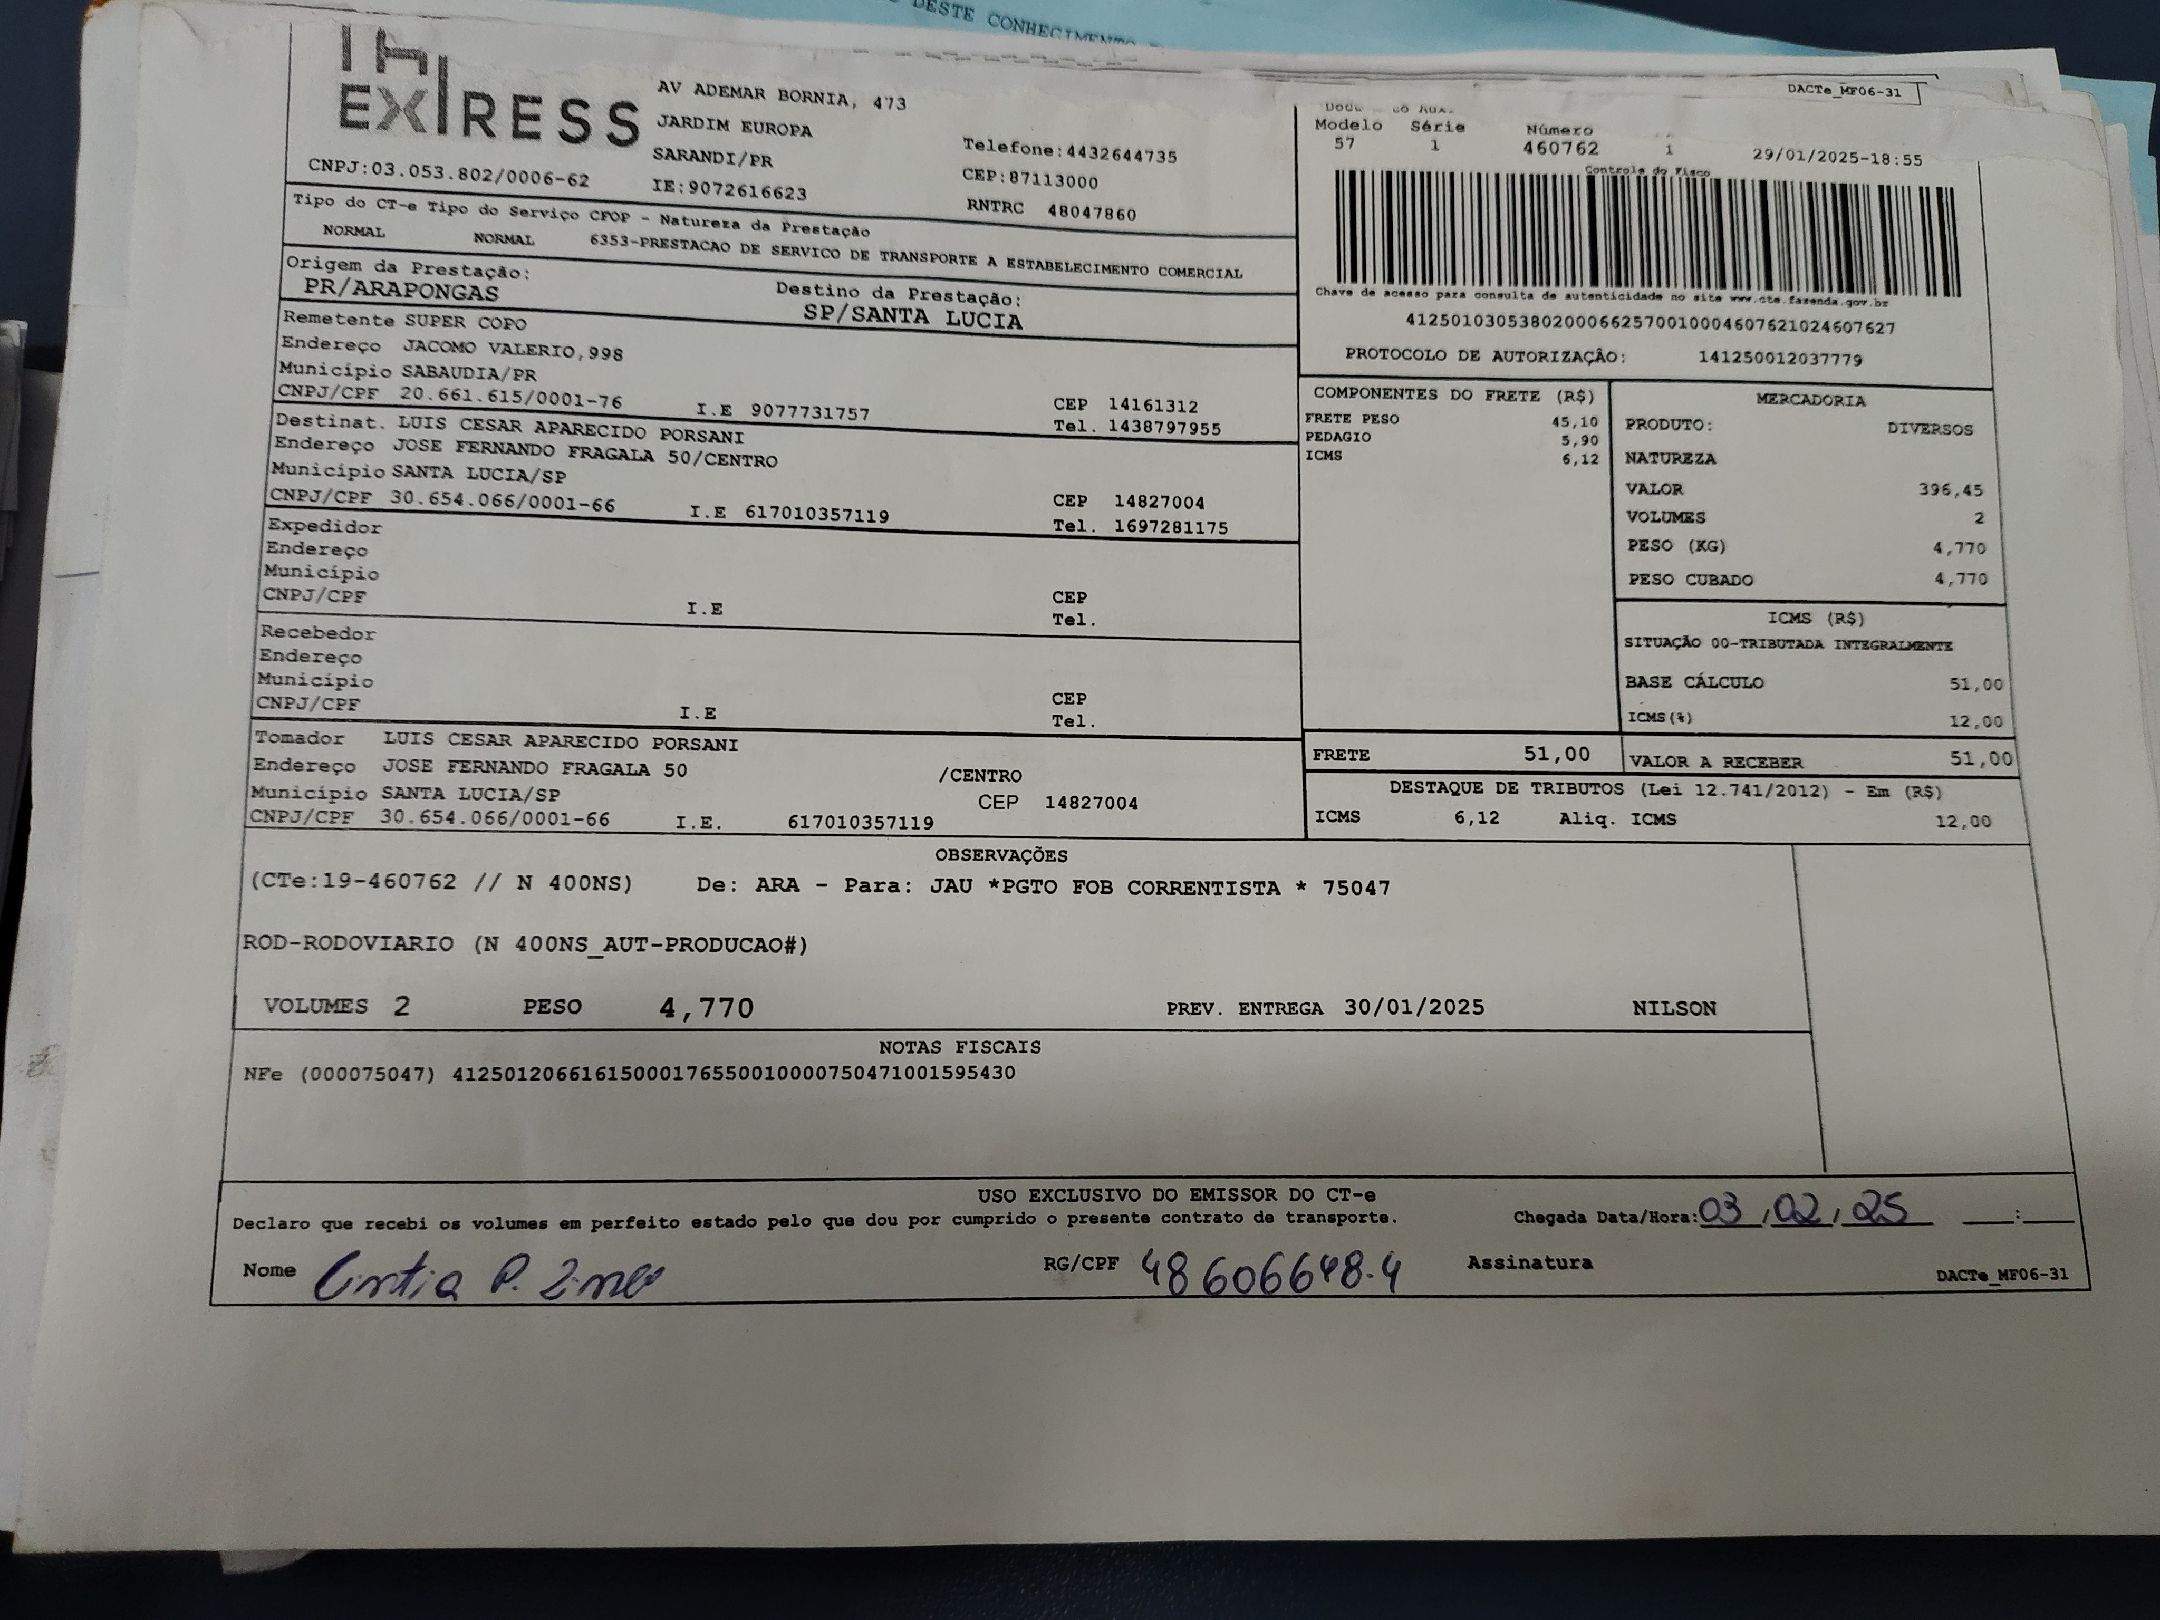 DESTE CONHECIMENTO
EXPRESS
AV ADEMAR BORNIA, 473
JARDIM EUROPA
SARANDI/PR
CNPJ:03.053.802/0006-62
IE:9072616623
Telefone:4432644735
CEP:87113000
RNTRC 48047860
DACTe_MF06-31
Modelo Série Número
57 1 460762 1 29/01/2025-18:55
Controle do Fisco
Chave de acesso para consulta de autenticidade no site www.cte.fazenda.gov.br
41250103053802000662570010004607621024607627
PROTOCOLO DE AUTORIZAÇÃO: 141250012037779
Tipo do CT-e Tipo do Serviço CFOP - Natureza da Prestação
NORMAL NORMAL 6353-PRESTACAO DE SERVICO DE TRANSPORTE A ESTABELECIMENTO COMERCIAL
Origem da Prestação: Destino da Prestação:
PR/ARAPONGAS SP/SANTA LUCIA
Remetente SUPER COPO
Endereço JACOMO VALERIO,998
Município SABAUDIA/PR CEP 14161312
CNPJ/CPF 20.661.615/0001-76 I.E 9077731757 Tel. 1438797955
Destinat. LUIS CESAR APARECIDO PORSANI
Endereço JOSE FERNANDO FRAGALA 50/CENTRO
Município SANTA LUCIA/SP CEP 14827004
CNPJ/CPF 30.654.066/0001-66 I.E 617010357119 Tel. 1697281175
Expedidor
Endereço
Município CEP
CNPJ/CPF I.E Tel.
Recebedor
Endereço
Município CEP
CNPJ/CPF I.E Tel.
Tomador LUIS CESAR APARECIDO PORSANI
Endereço JOSE FERNANDO FRAGALA 50 /CENTRO
Município SANTA LUCIA/SP CEP 14827004
CNPJ/CPF 30.654.066/0001-66 I.E. 617010357119
COMPONENTES DO FRETE (R$)
FRETE PESO 45,10
PEDAGIO 5,90
ICMS 6,12
FRETE 51,00
MERCADORIA
PRODUTO: DIVERSOS
NATUREZA
VALOR 396,45
VOLUMES 2
PESO (KG) 4,770
PESO CUBADO 4,770
ICMS (R$)
SITUAÇÃO 00-TRIBUTADA INTEGRALMENTE
BASE CÁLCULO 51,00
ICMS(%) 12,00
VALOR A RECEBER 51,00
DESTAQUE DE TRIBUTOS (Lei 12.741/2012) - Em (R$)
ICMS 6,12 Aliq. ICMS 12,00
OBSERVAÇÕES
(CTe:19-460762 // N 400NS) De: ARA - Para: JAU *PGTO FOB CORRENTISTA * 75047
ROD-RODOVIARIO (N 400NS_AUT-PRODUCAO#)
VOLUMES 2 PESO 4,770 PREV. ENTREGA 30/01/2025 NILSON
NOTAS FISCAIS
NFe (000075047) 41250120661615000176550010000750471001595430
USO EXCLUSIVO DO EMISSOR DO CT-e
Declaro que recebi os volumes em perfeito estado pelo que dou por cumprido o presente contrato de transporte. Chegada Data/Hora: 03,02,25 __:__
Nome P. RG/CPF 48606648-4 Assinatura
DACTe_MF06-31